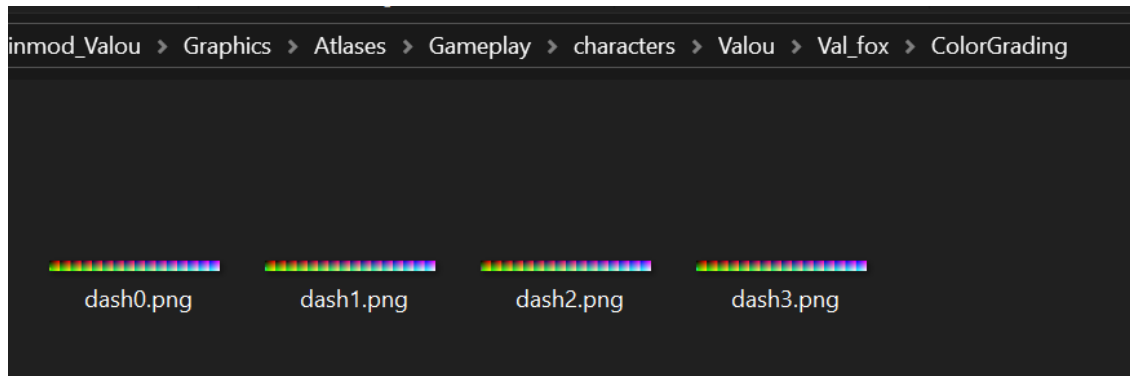 inmod_Valou > Graphics > Atlases > Gameplay > characters > Valou > Val_fox > ColorGrading
dash0.png dash1.png dash2.png dash3.png